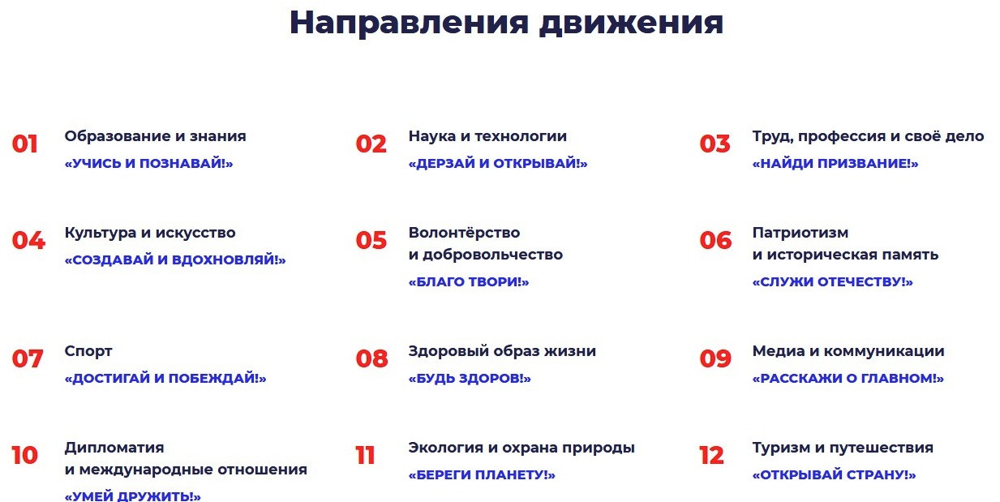 Направления движения
01
Образование и знания
«УЧИСЬ И ПОЗНАВАЙ!»
02
Наука и технологии
«ДЕРЗАЙ И ОТКРЫВАЙ!»
03
Труд, профессия и своё дело
«НАЙДИ ПРИЗВАНИЕ!»
04
Культура и искусство
«СОЗДАВАЙ И ВДОХНОВЛЯЙ!»
05
Волонтёрство
и добровольчество
«БЛАГО ТВОРИ!»
06
Патриотизм
и историческая память
«СЛУЖИ ОТЕЧЕСТВУ!»
07
Спорт
«ДОСТИГАЙ И ПОБЕЖДАЙ!»
08
Здоровый образ жизни
«БУДЬ ЗДОРОВ!»
09
Медиа и коммуникации
«РАССКАЖИ О ГЛАВНОМ!»
10
Дипломатия
и международные отношения
«УМЕЙ ДРУЖИТЬ!»
11
Экология и охрана природы
«БЕРЕГИ ПЛАНЕТУ!»
12
Туризм и путешествия
«ОТКРЫВАЙ СТРАНУ!»